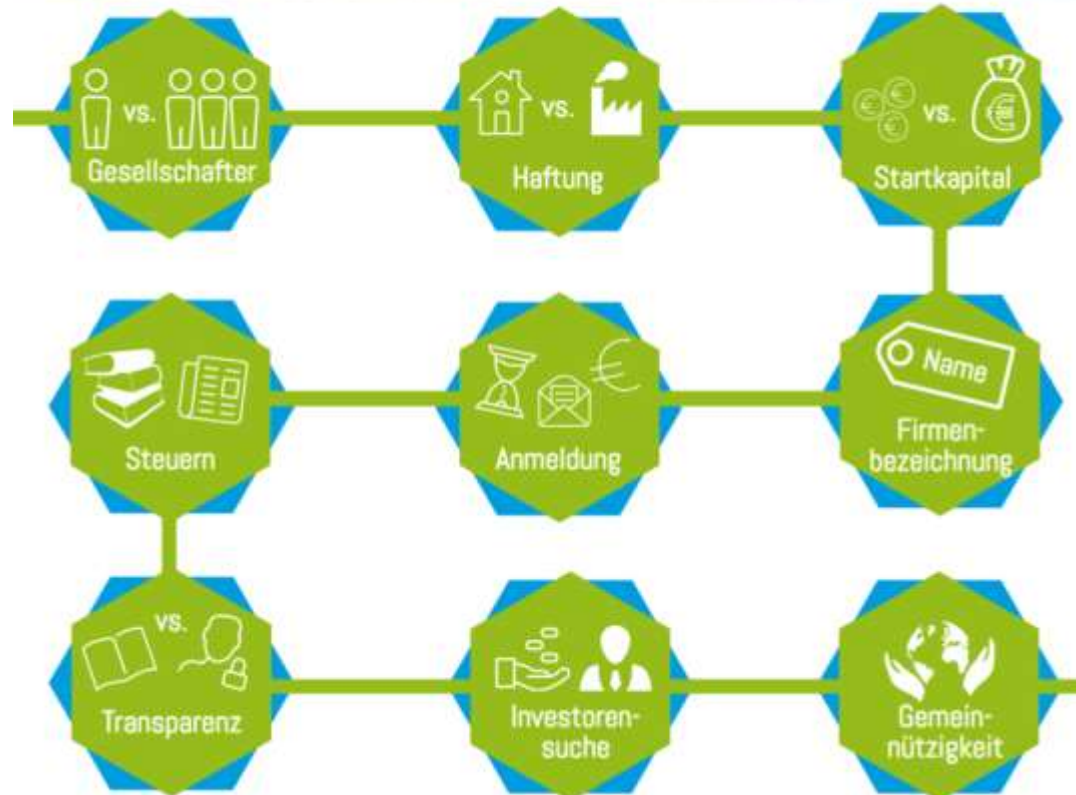 vs.
Gesellschafter
vs.
Haftung
€
€
€
vs.
€
Startkapital
Steuern
€
Anmeldung
Name
Firmen-
bezeichnung
vs.
Transparenz
Investoren-
suche
Gemein-
nützigkeit